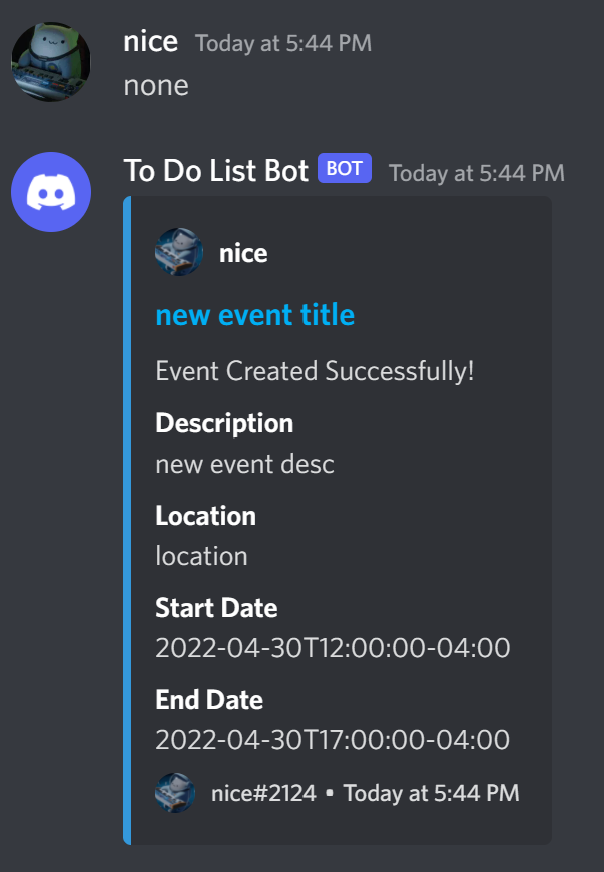 nice Today at 5:44 PM
none
To Do List Bot BOT Today at 5:44 PM
nice
new event title
Event Created Successfully!
Description
new event desc
Location
location
Start Date
2022-04-30T12:00:00-04:00
End Date
2022-04-30T17:00:00-04:00
nice#2124 • Today at 5:44 PM